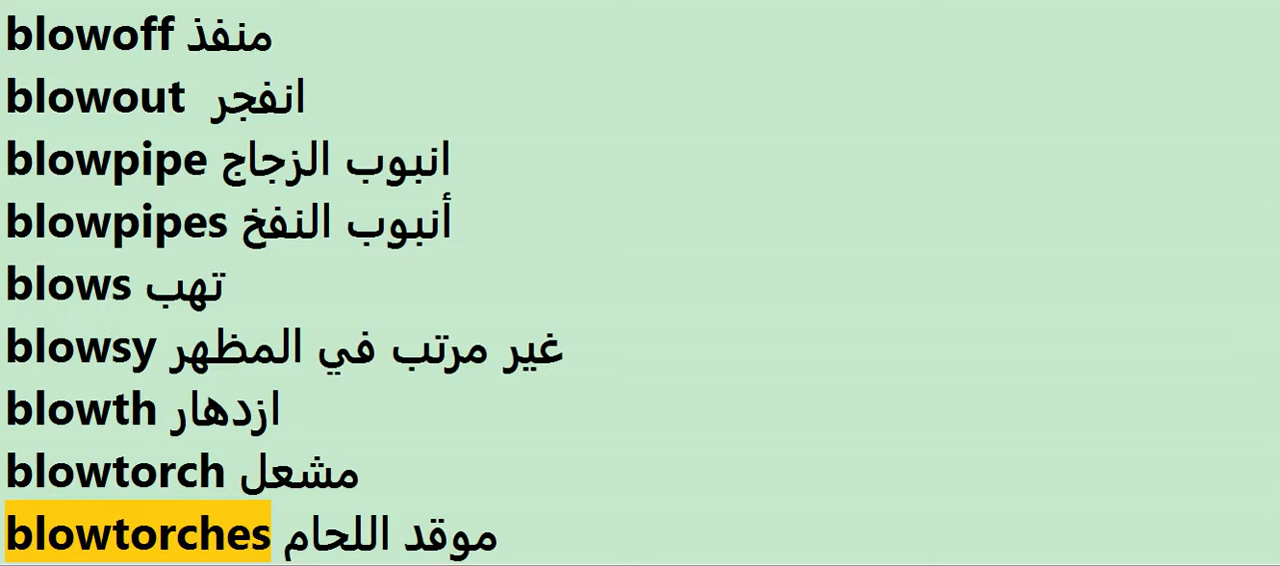 blowoff منفذ
blowout انفجر
blowpipe انبوب الزجاج
blowpipes أنبوب النفخ
blows تهب
blowsy غير مرتب في المظهر
blowth ازدهار
blowtorch مشعل
blowtorches موقد اللحام